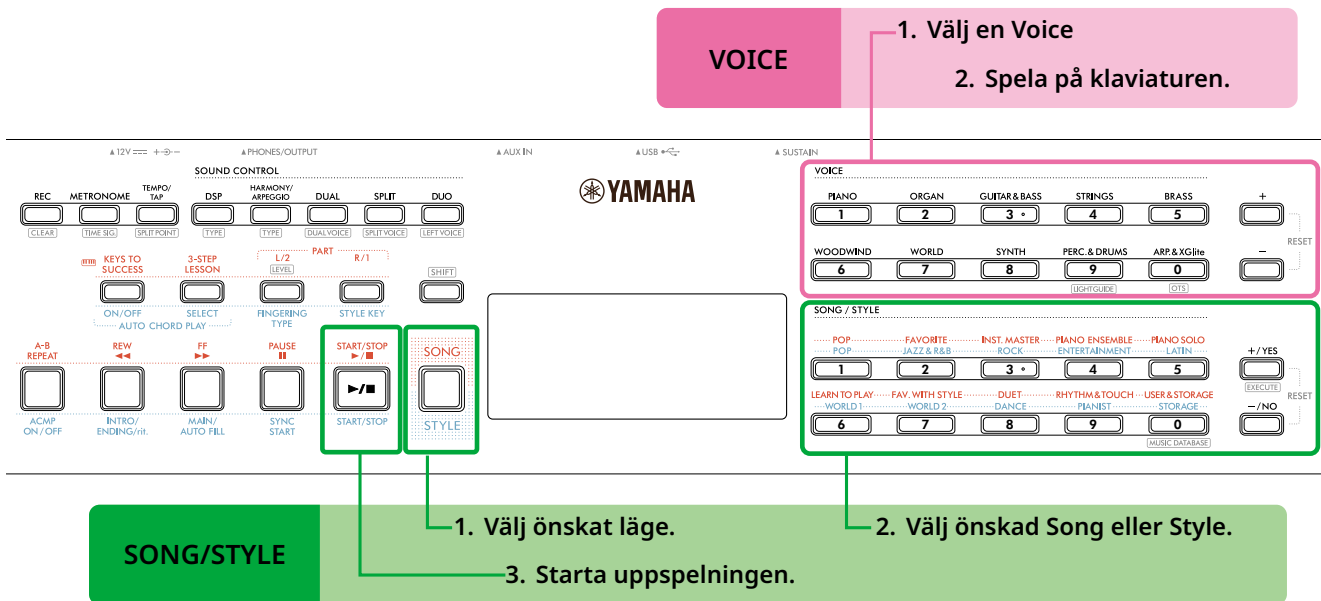 VOICE
1. Välj en Voice
2. Spela på klaviaturen.
▲12V ▲PHONES/OUTPUT ▲AUX IN ▲USB ▲SUSTAIN
SOUND CONTROL
REC METRONOME TEMPO/TAP DSP HARMONY/ARPEGGIO DUAL SPLIT DUO
CLEAR TIME SIG. SPLIT POINT TYPE TYPE DUAL VOICE SPLIT VOICE LEFT VOICE
YAMAHA
VOICE
PIANO ORGAN GUITAR & BASS STRINGS BRASS +
1 2 3 4 5
RESET
WOODWIND WORLD SYNTH PERC. & DRUMS ARP. & XGlite −
6 7 8 9 0
LIGHT GUIDE OTS
KEYS TO SUCCESS 3-STEP LESSON PART L/2 R/1
LEVEL SHIFT
ON/OFF SELECT FINGERING TYPE STYLE KEY
AUTO CHORD PLAY
A-B REPEAT REW ◀◀ FF ▶▶ PAUSE II START/STOP ▶/■ SONG
▶/■
ACMP ON/OFF INTRO/ENDING/rit. MAIN/AUTO FILL SYNC START START/STOP STYLE
SONG / STYLE
POP FAVORITE INST. MASTER PIANO ENSEMBLE PIANO SOLO
POP JAZZ & R&B ROCK ENTERTAINMENT LATIN +/YES
1 2 3 4 5
EXECUTE
RESET
LEARN TO PLAY FAV. WITH STYLE DUET RHYTHM & TOUCH USER & STORAGE
WORLD 1 WORLD 2 DANCE PIANIST STORAGE −/NO
6 7 8 9 0
MUSIC DATABASE
SONG/STYLE
1. Välj önskat läge.
2. Välj önskad Song eller Style.
3. Starta uppspelningen.